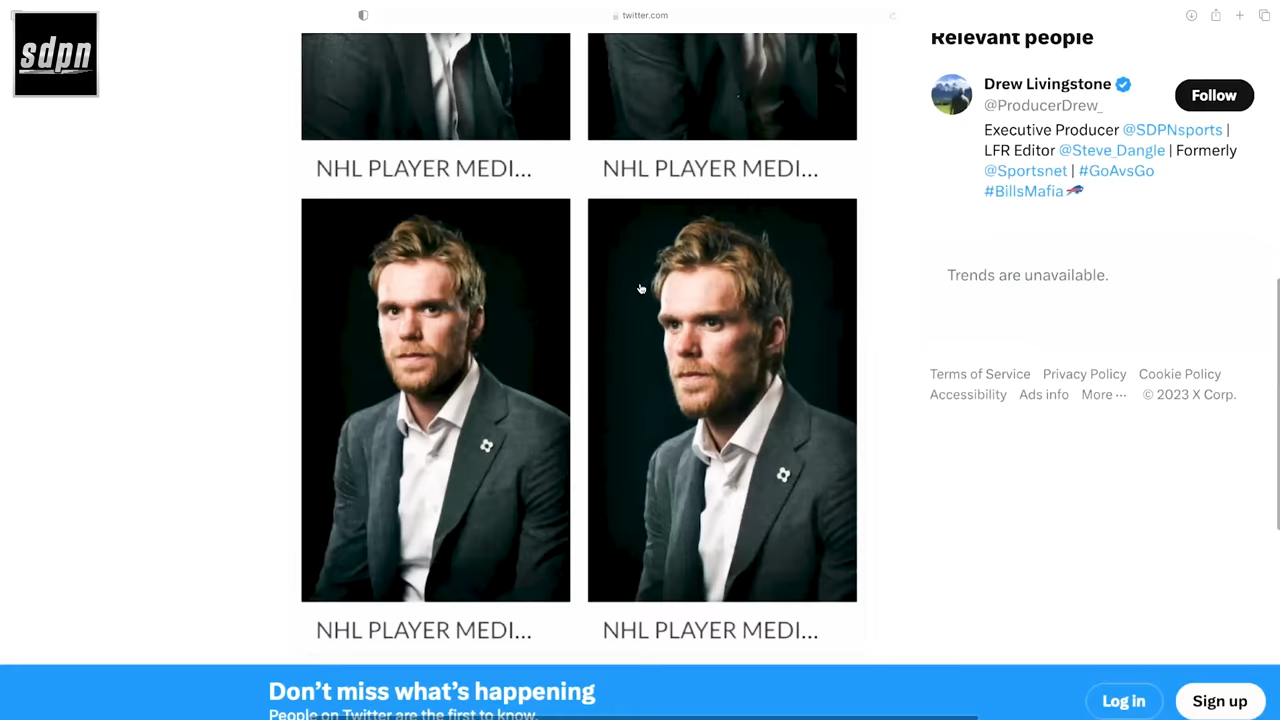 twitter.com
sdpn
Relevant people
Drew Livingstone
@ProducerDrew_
Follow
Executive Producer @SDPNsports |
LFR Editor @Steve_Dangle | Formerly
@Sportsnet | #GoAvsGo
#BillsMafia
NHL PLAYER MEDI...
NHL PLAYER MEDI...
Trends are unavailable.
Terms of Service Privacy Policy Cookie Policy
Accessibility Ads info More ··· © 2023 X Corp.
NHL PLAYER MEDI...
NHL PLAYER MEDI...
Don’t miss what’s happening
People on Twitter are the first to know.
Log in
Sign up